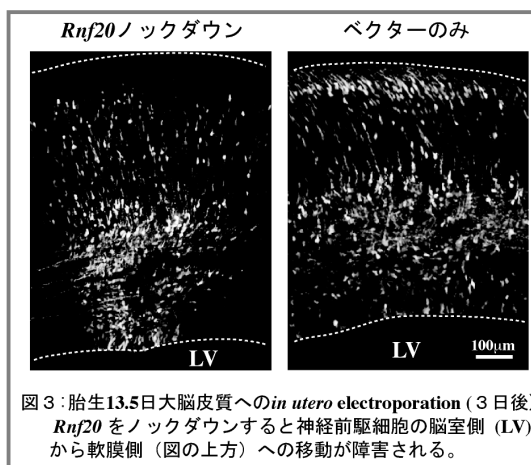 Rnf20ノックダウン
ベクターのみ
LV
LV
100μm
図３:胎生13.5日大脳皮質へのin utero electroporation (３日後)
Rnf20 をノックダウンすると神経前駆細胞の脳室側 (LV)
から軟膜側（図の上方）への移動が障害される。